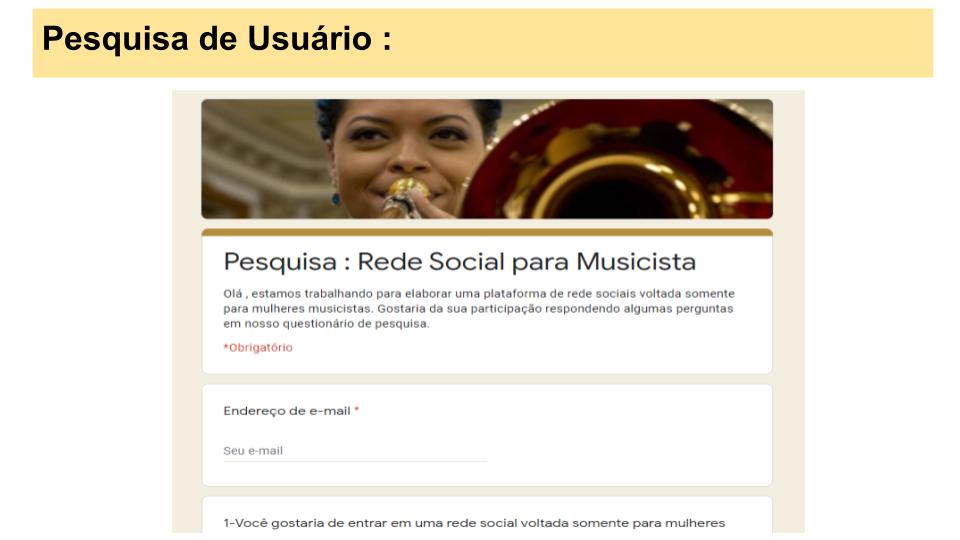 Pesquisa de Usuário :
Pesquisa : Rede Social para Musicista
Olá , estamos trabalhando para elaborar uma plataforma de rede sociais voltada somente
para mulheres musicistas. Gostaria da sua participação respondendo algumas perguntas
em nosso questionário de pesquisa.
*Obrigatório
Endereço de e-mail *
Seu e-mail
1-Você gostaria de entrar em uma rede social voltada somente para mulheres